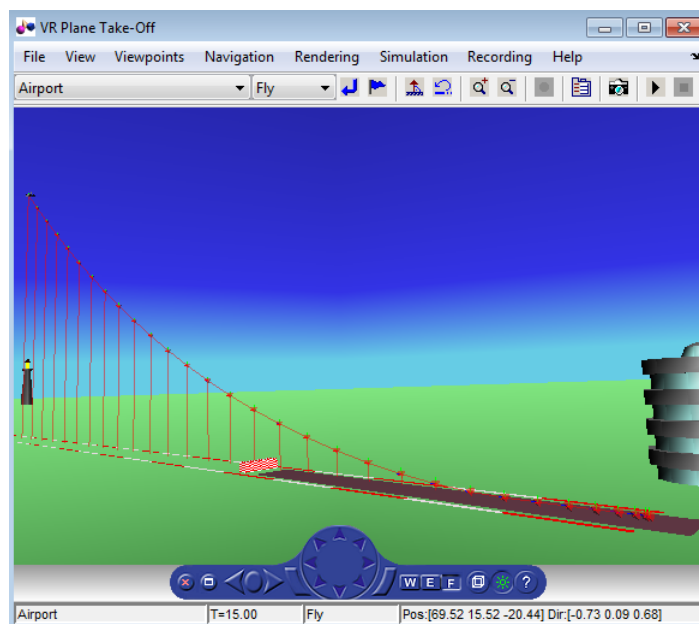 VR Plane Take-Off
File View Viewpoints Navigation Rendering Simulation Recording Help
Airport Fly
W E F ?
Airport T=15.00 Fly Pos:[69.52 15.52 -20.44] Dir:[-0.73 0.09 0.68]